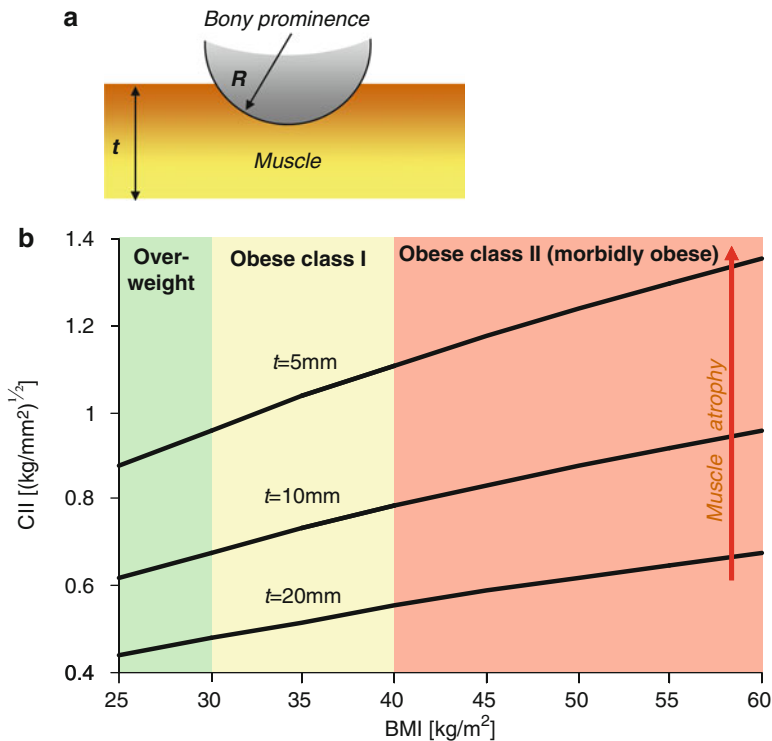 a
Bony prominence
R
t
Muscle
b
1.4
1.2
1
0.8
0.6
0.4
CII [(kg/mm²)^½]
Over-
weight
Obese class I
Obese class II (morbidly obese)
t=5mm
t=10mm
t=20mm
Muscle atrophy
25 30 35 40 45 50 55 60
BMI [kg/m²]